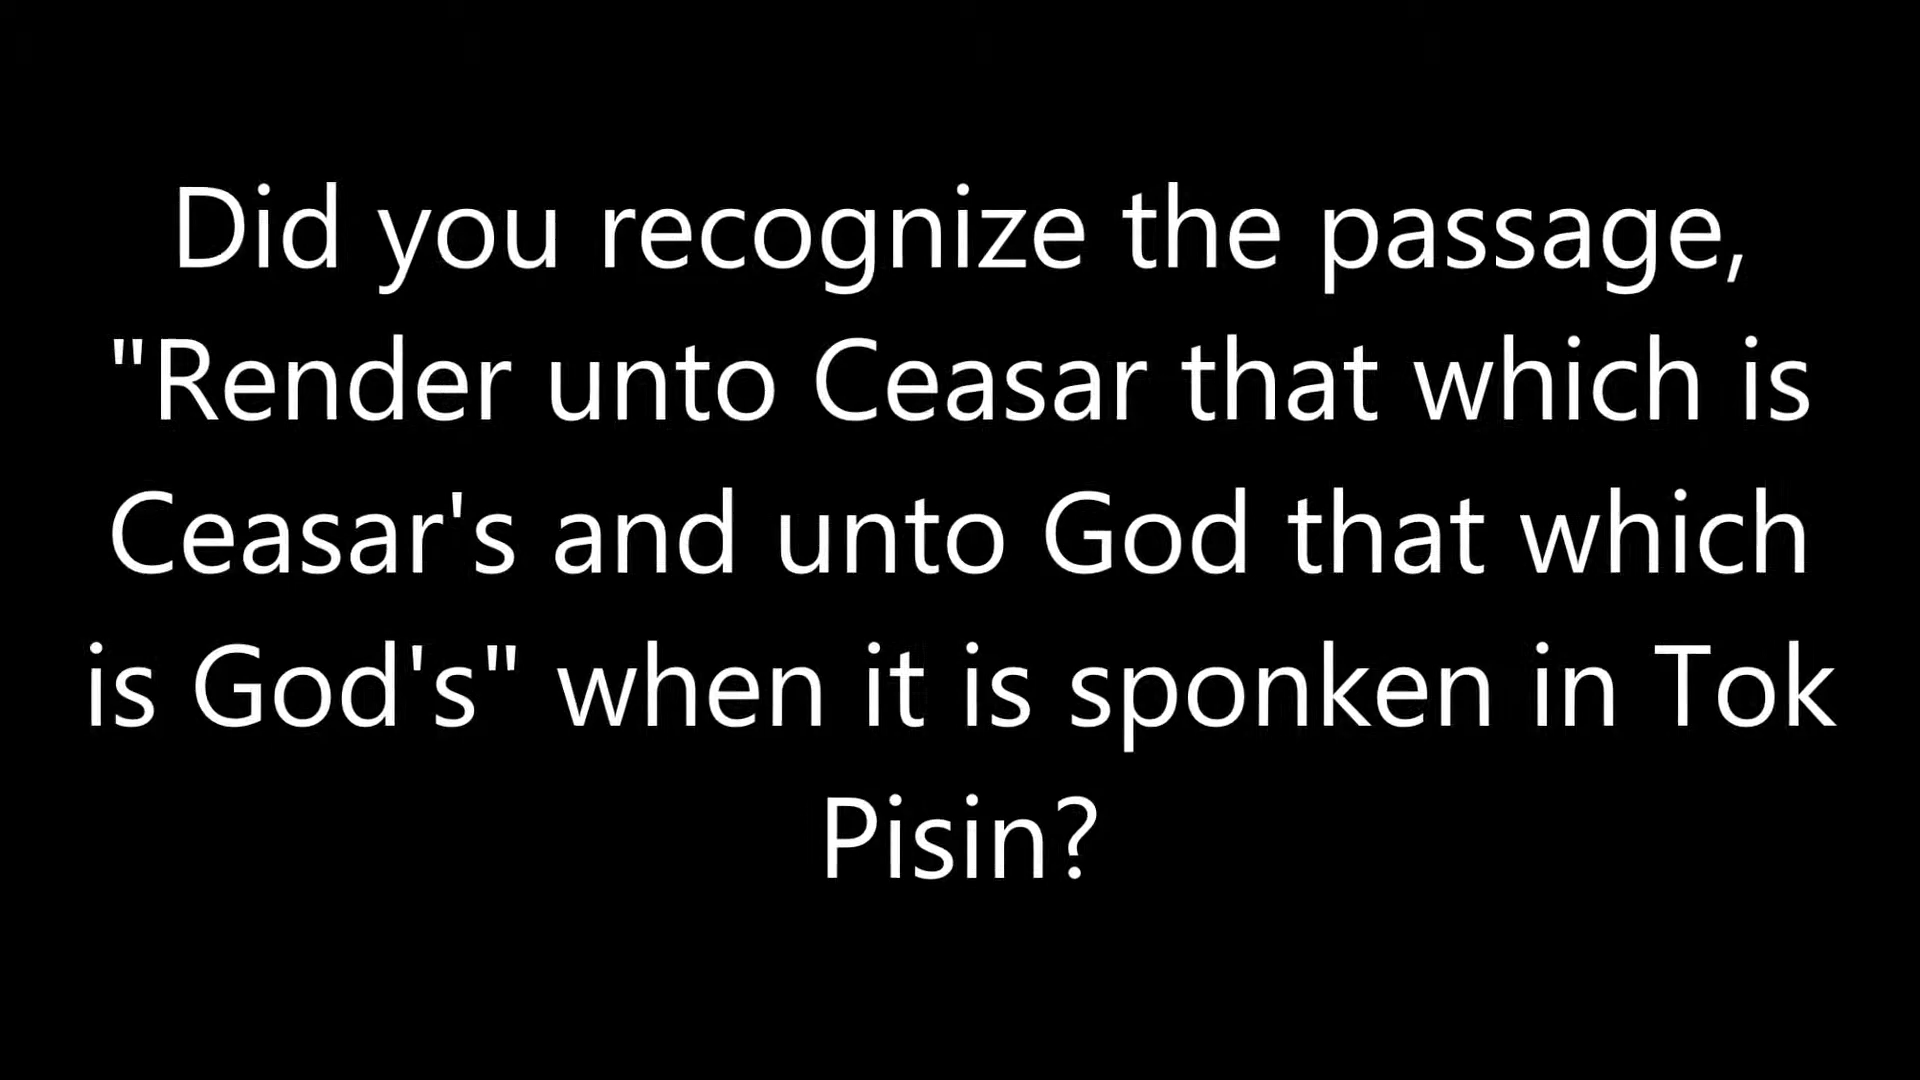 Did you recognize the passage,
"Render unto Ceasar that which is
Ceasar's and unto God that which
is God's" when it is sponken in Tok
Pisin?